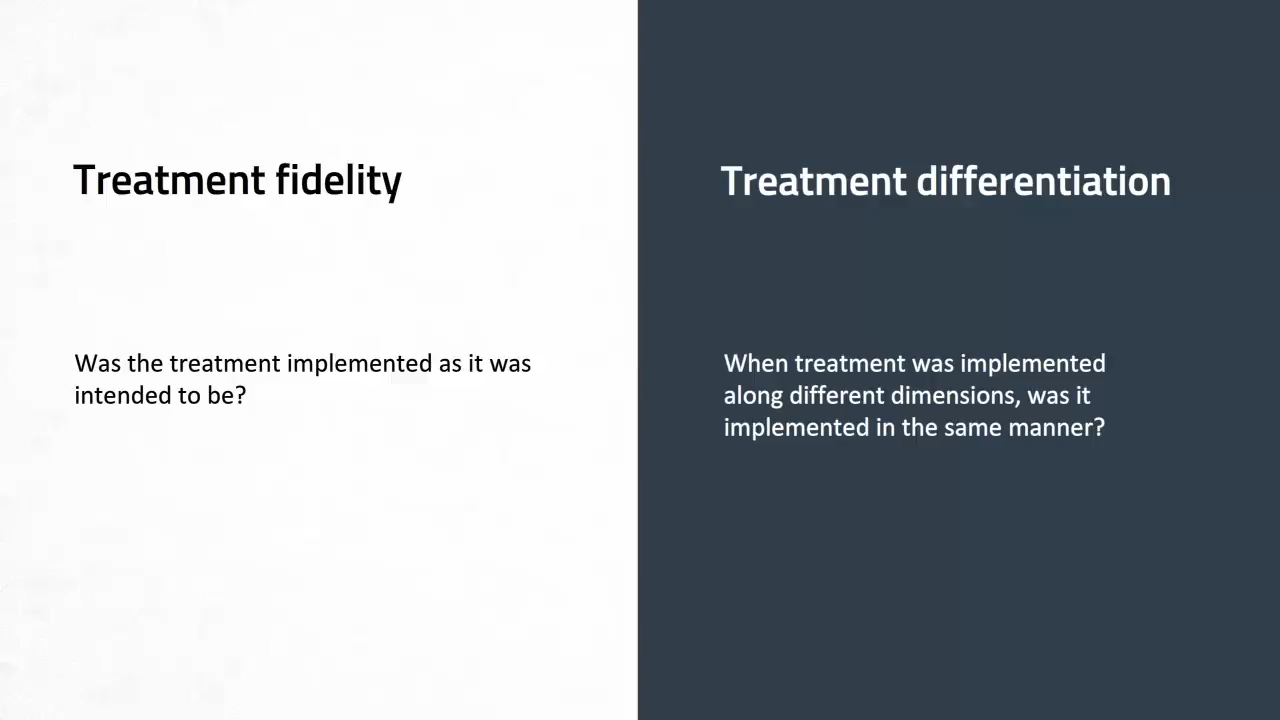 Treatment fidelity
Was the treatment implemented as it was
intended to be?
Treatment differentiation
When treatment was implemented
along different dimensions, was it
implemented in the same manner?